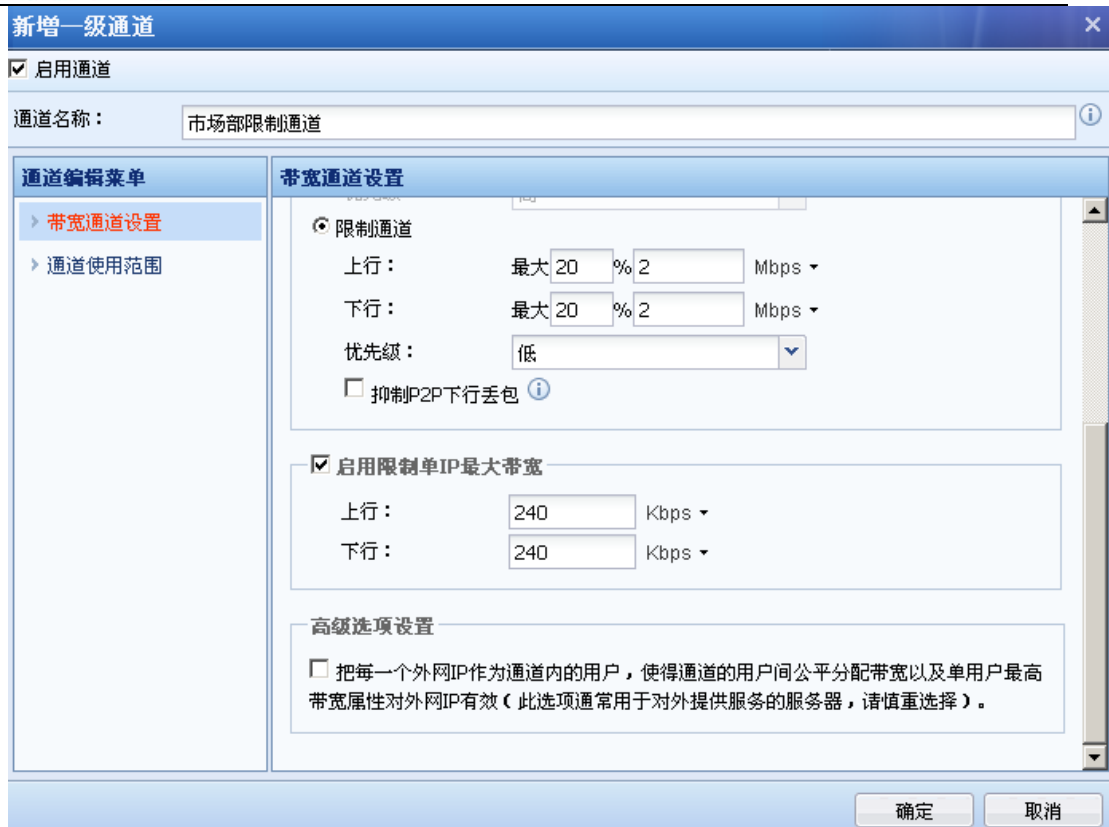 新增一级通道
启用通道
通道名称： 市场部限制通道
通道编辑菜单
带宽通道设置
通道使用范围
带宽通道设置
限制通道
上行： 最大 20 % 2 Mbps
下行： 最大 20 % 2 Mbps
优先级： 低
抑制P2P下行丢包
启用限制单IP最大带宽
上行： 240 Kbps
下行： 240 Kbps
高级选项设置
把每一个外网IP作为通道内的用户，使得通道的用户间公平分配带宽以及单用户最高
带宽属性对外网IP有效（此选项通常用于对外提供服务的服务器，请慎重选择）。
确定 取消